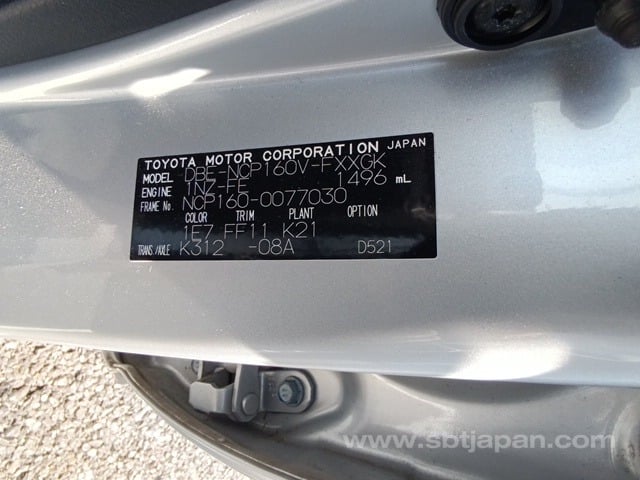 TOYOTA MOTOR CORPORATION JAPAN
MODEL DBE-NCP160V-FXXGK
ENGINE 1NZ-FE 1496 mL
FRAME No. NCP160-0077030
COLOR TRIM PLANT OPTION
1E7 FF11 K21
TRANS./AXLE K312 -08A D521
www.sbtjapan.com